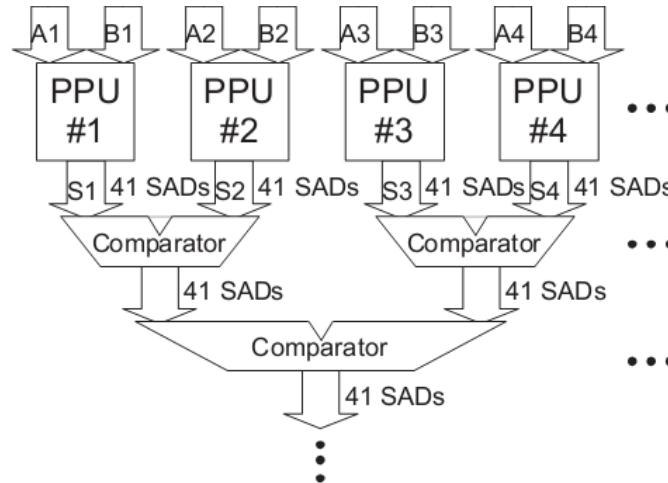 A1 B1 A2 B2 A3 B3 A4 B4
PPU #1
PPU #2
PPU #3
PPU #4
S1 41 SADs S2 41 SADs S3 41 SADs S4 41 SADs
Comparator Comparator
41 SADs 41 SADs
Comparator
41 SADs